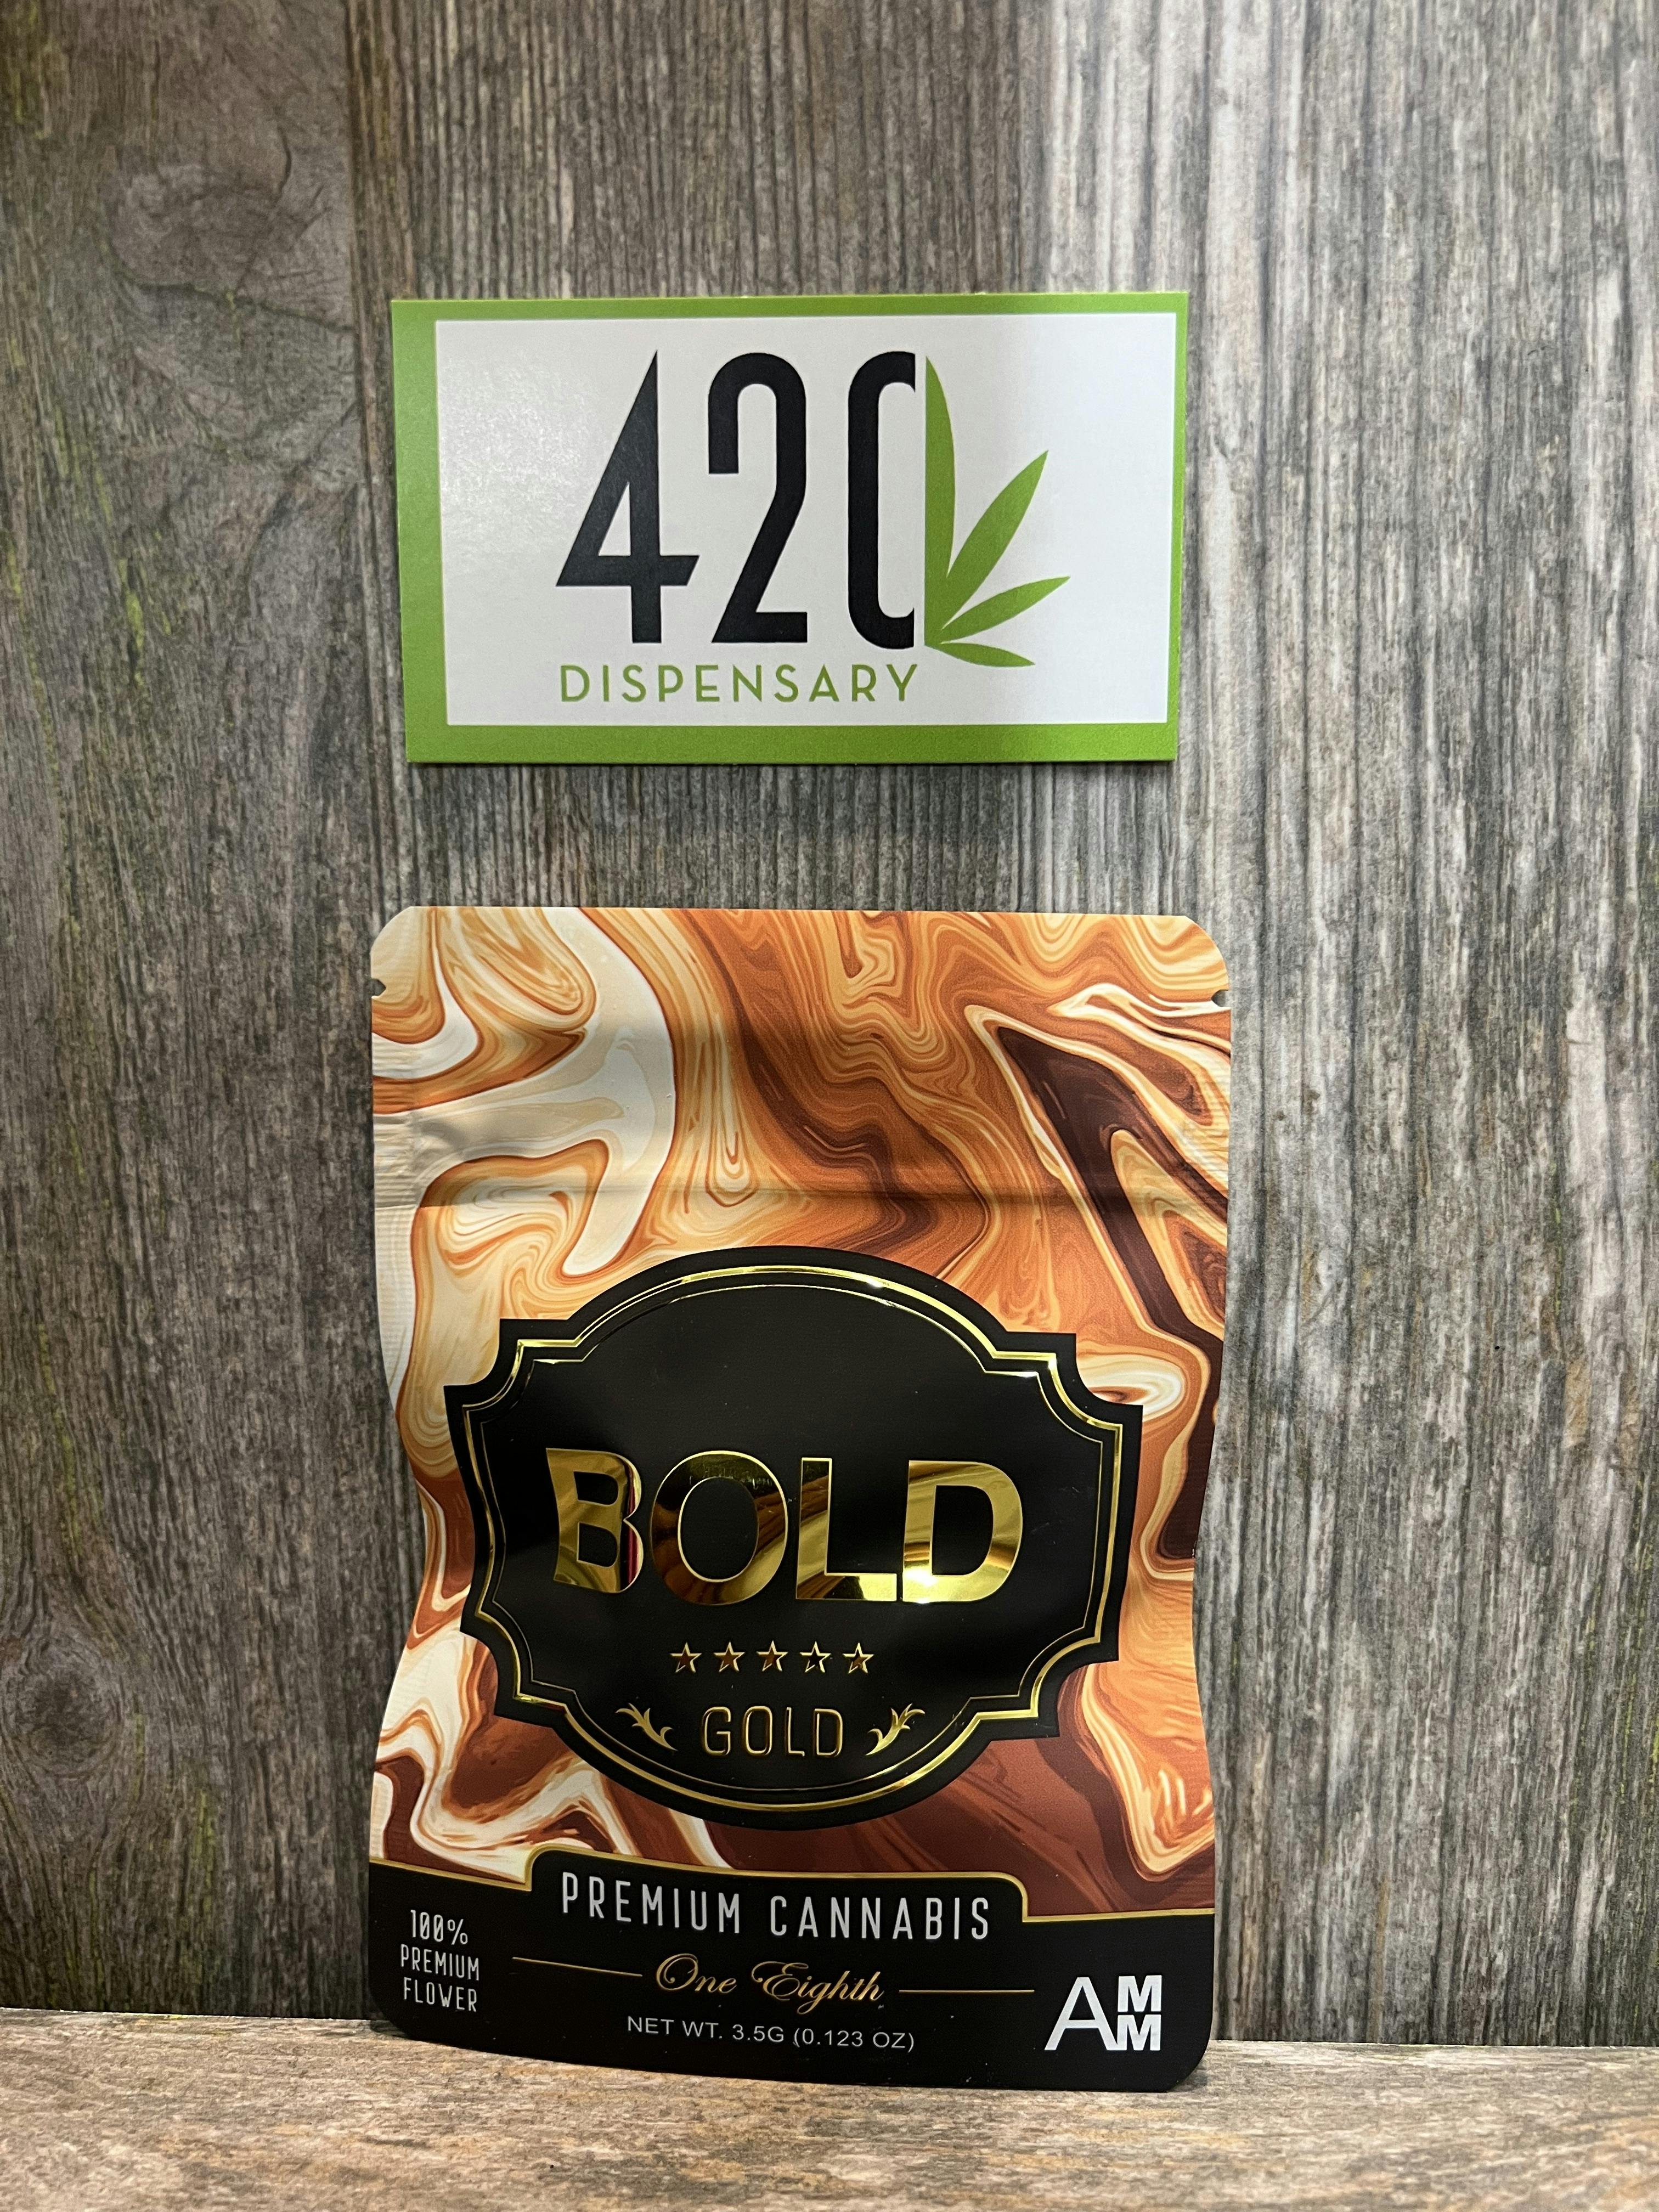 420
DISPENSARY
BOLD
GOLD
PREMIUM CANNABIS
100%
PREMIUM
FLOWER
One Eighth
NET WT. 3.5G (0.123 OZ)
AMM